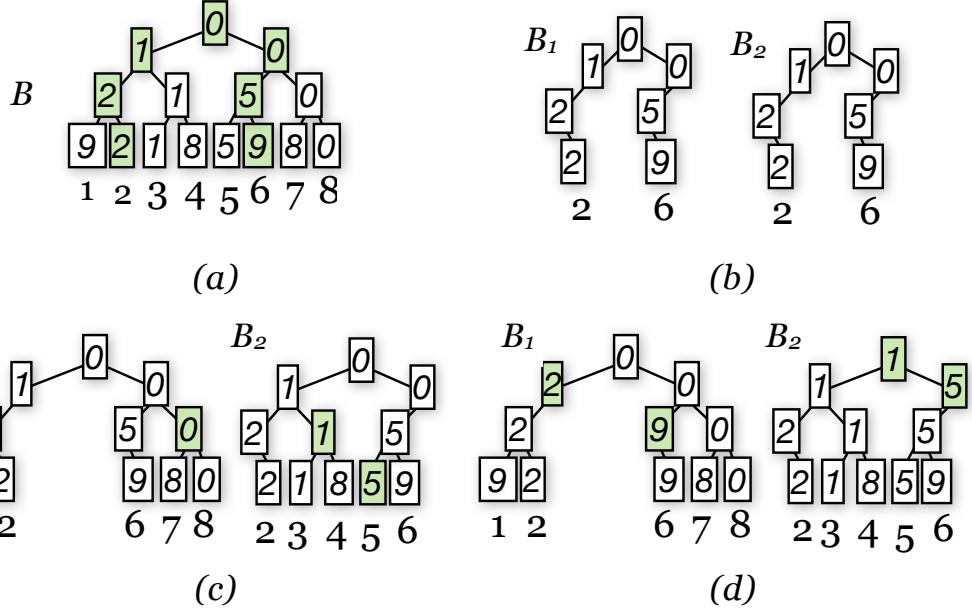 B
0
1 0
2 1 5 0
9 2 1 8 5 9 8 0
1 2 3 4 5 6 7 8
(a)
B1
0
1 0
2 5
2 9
2 6
B2
0
1 0
2 5
2 9
2 6
(b)
0
1 0
5 0
2 9 8 0
2 6 7 8
B2
0
1 0
2 1 5
2 1 8 5 9
2 3 4 5 6
(c)
B1
0
2 0
2 9 0
9 2 9 8 0
1 2 6 7 8
B2
1
1 5
2 1 5
2 1 8 5 9
2 3 4 5 6
(d)